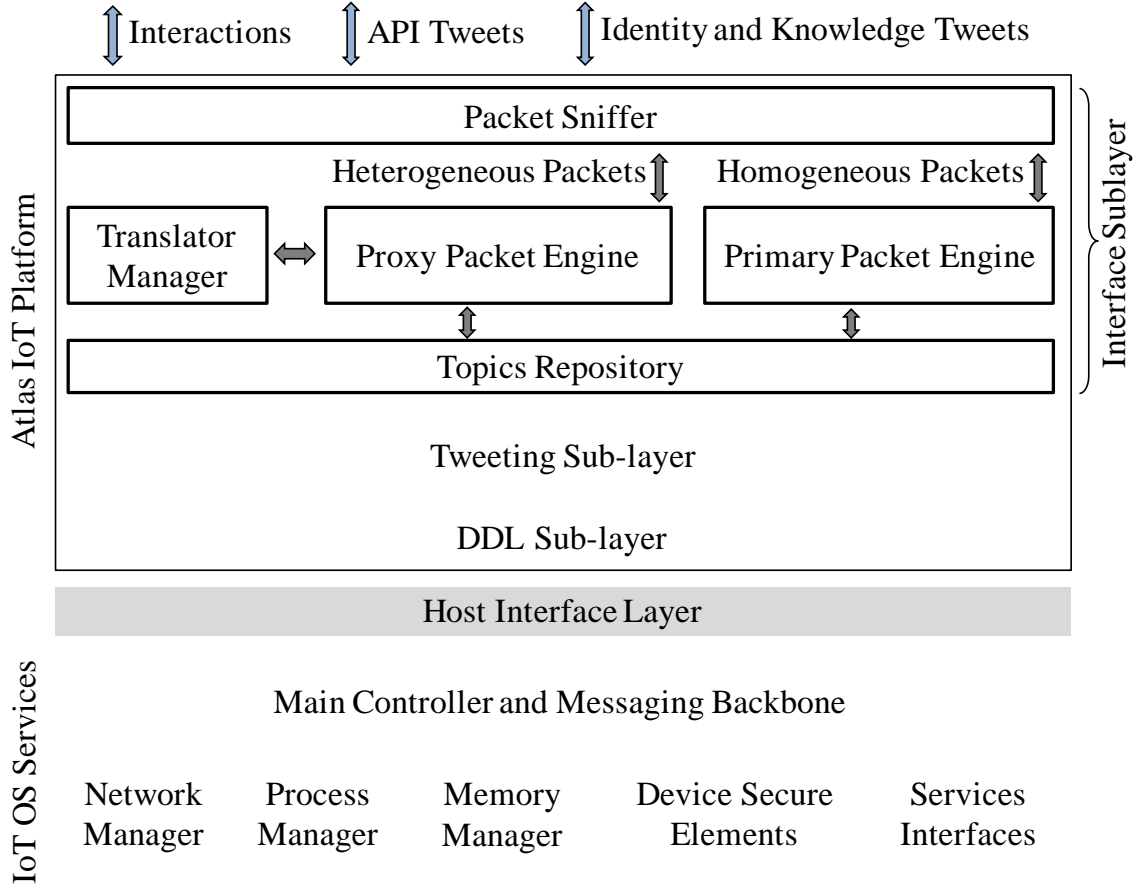 Interactions
API Tweets
Identity and Knowledge Tweets
Packet Sniffer
Heterogeneous Packets
Homogeneous Packets
Translator
Manager
Proxy Packet Engine
Primary Packet Engine
Topics Repository
Interface Sublayer
Atlas IoT Platform
Tweeting Sub-layer
DDL Sub-layer
Host Interface Layer
IoT OS Services
Main Controller and Messaging Backbone
Network
Manager
Process
Manager
Memory
Manager
Device Secure
Elements
Services
Interfaces